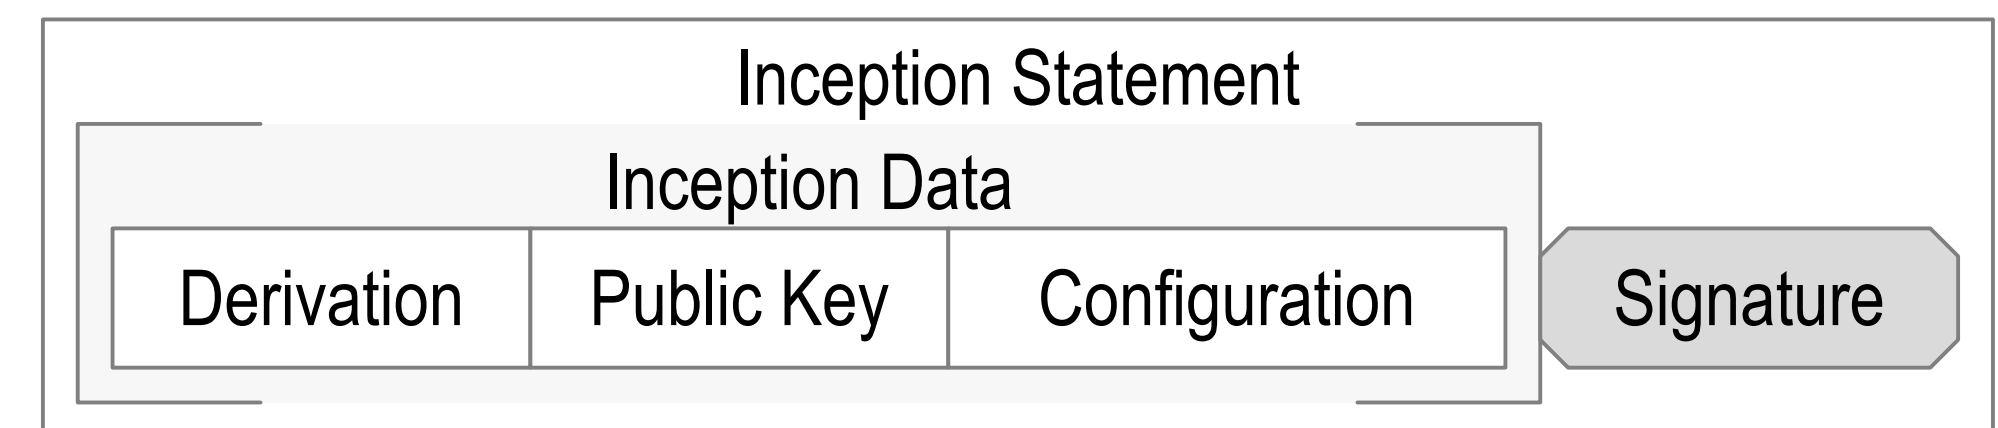 Inception Statement
Inception Data
Derivation Public Key Configuration Signature